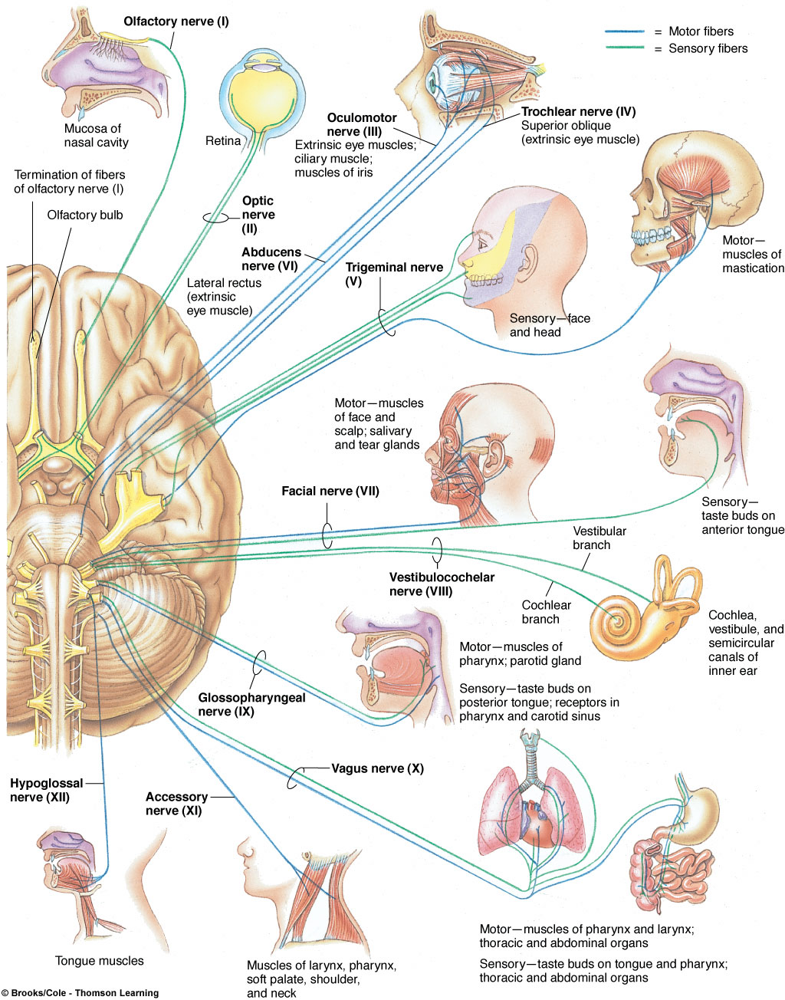 Olfactory nerve (I)
= Motor fibers
= Sensory fibers
Mucosa of
nasal cavity
Retina
Oculomotor
nerve (III)
Extrinsic eye muscles;
ciliary muscle;
muscles of iris
Trochlear nerve (IV)
Superior oblique
(extrinsic eye muscle)
Termination of fibers
of olfactory nerve (I)
Olfactory bulb
Optic
nerve
(II)
Abducens
nerve (VI)
Lateral rectus
(extrinsic
eye muscle)
Trigeminal nerve
(V)
Sensory—face
and head
Motor—
muscles of
mastication
Motor—muscles
of face and
scalp; salivary
and tear glands
Facial nerve (VII)
Sensory—
taste buds on
anterior tongue
Vestibular
branch
Vestibulocochelar
nerve (VIII)
Cochlear
branch
Cochlea,
vestibule, and
semicircular
canals of
inner ear
Motor—muscles of
pharynx; parotid gland
Sensory—taste buds on
posterior tongue; receptors in
pharynx and carotid sinus
Glossopharyngeal
nerve (IX)
Vagus nerve (X)
Hypoglossal
nerve (XII)
Accessory
nerve (XI)
Motor—muscles of pharynx and larynx;
thoracic and abdominal organs
Sensory—taste buds on tongue and pharynx;
thoracic and abdominal organs
Tongue muscles
Muscles of larynx, pharynx,
soft palate, shoulder,
and neck
© Brooks/Cole - Thomson Learning